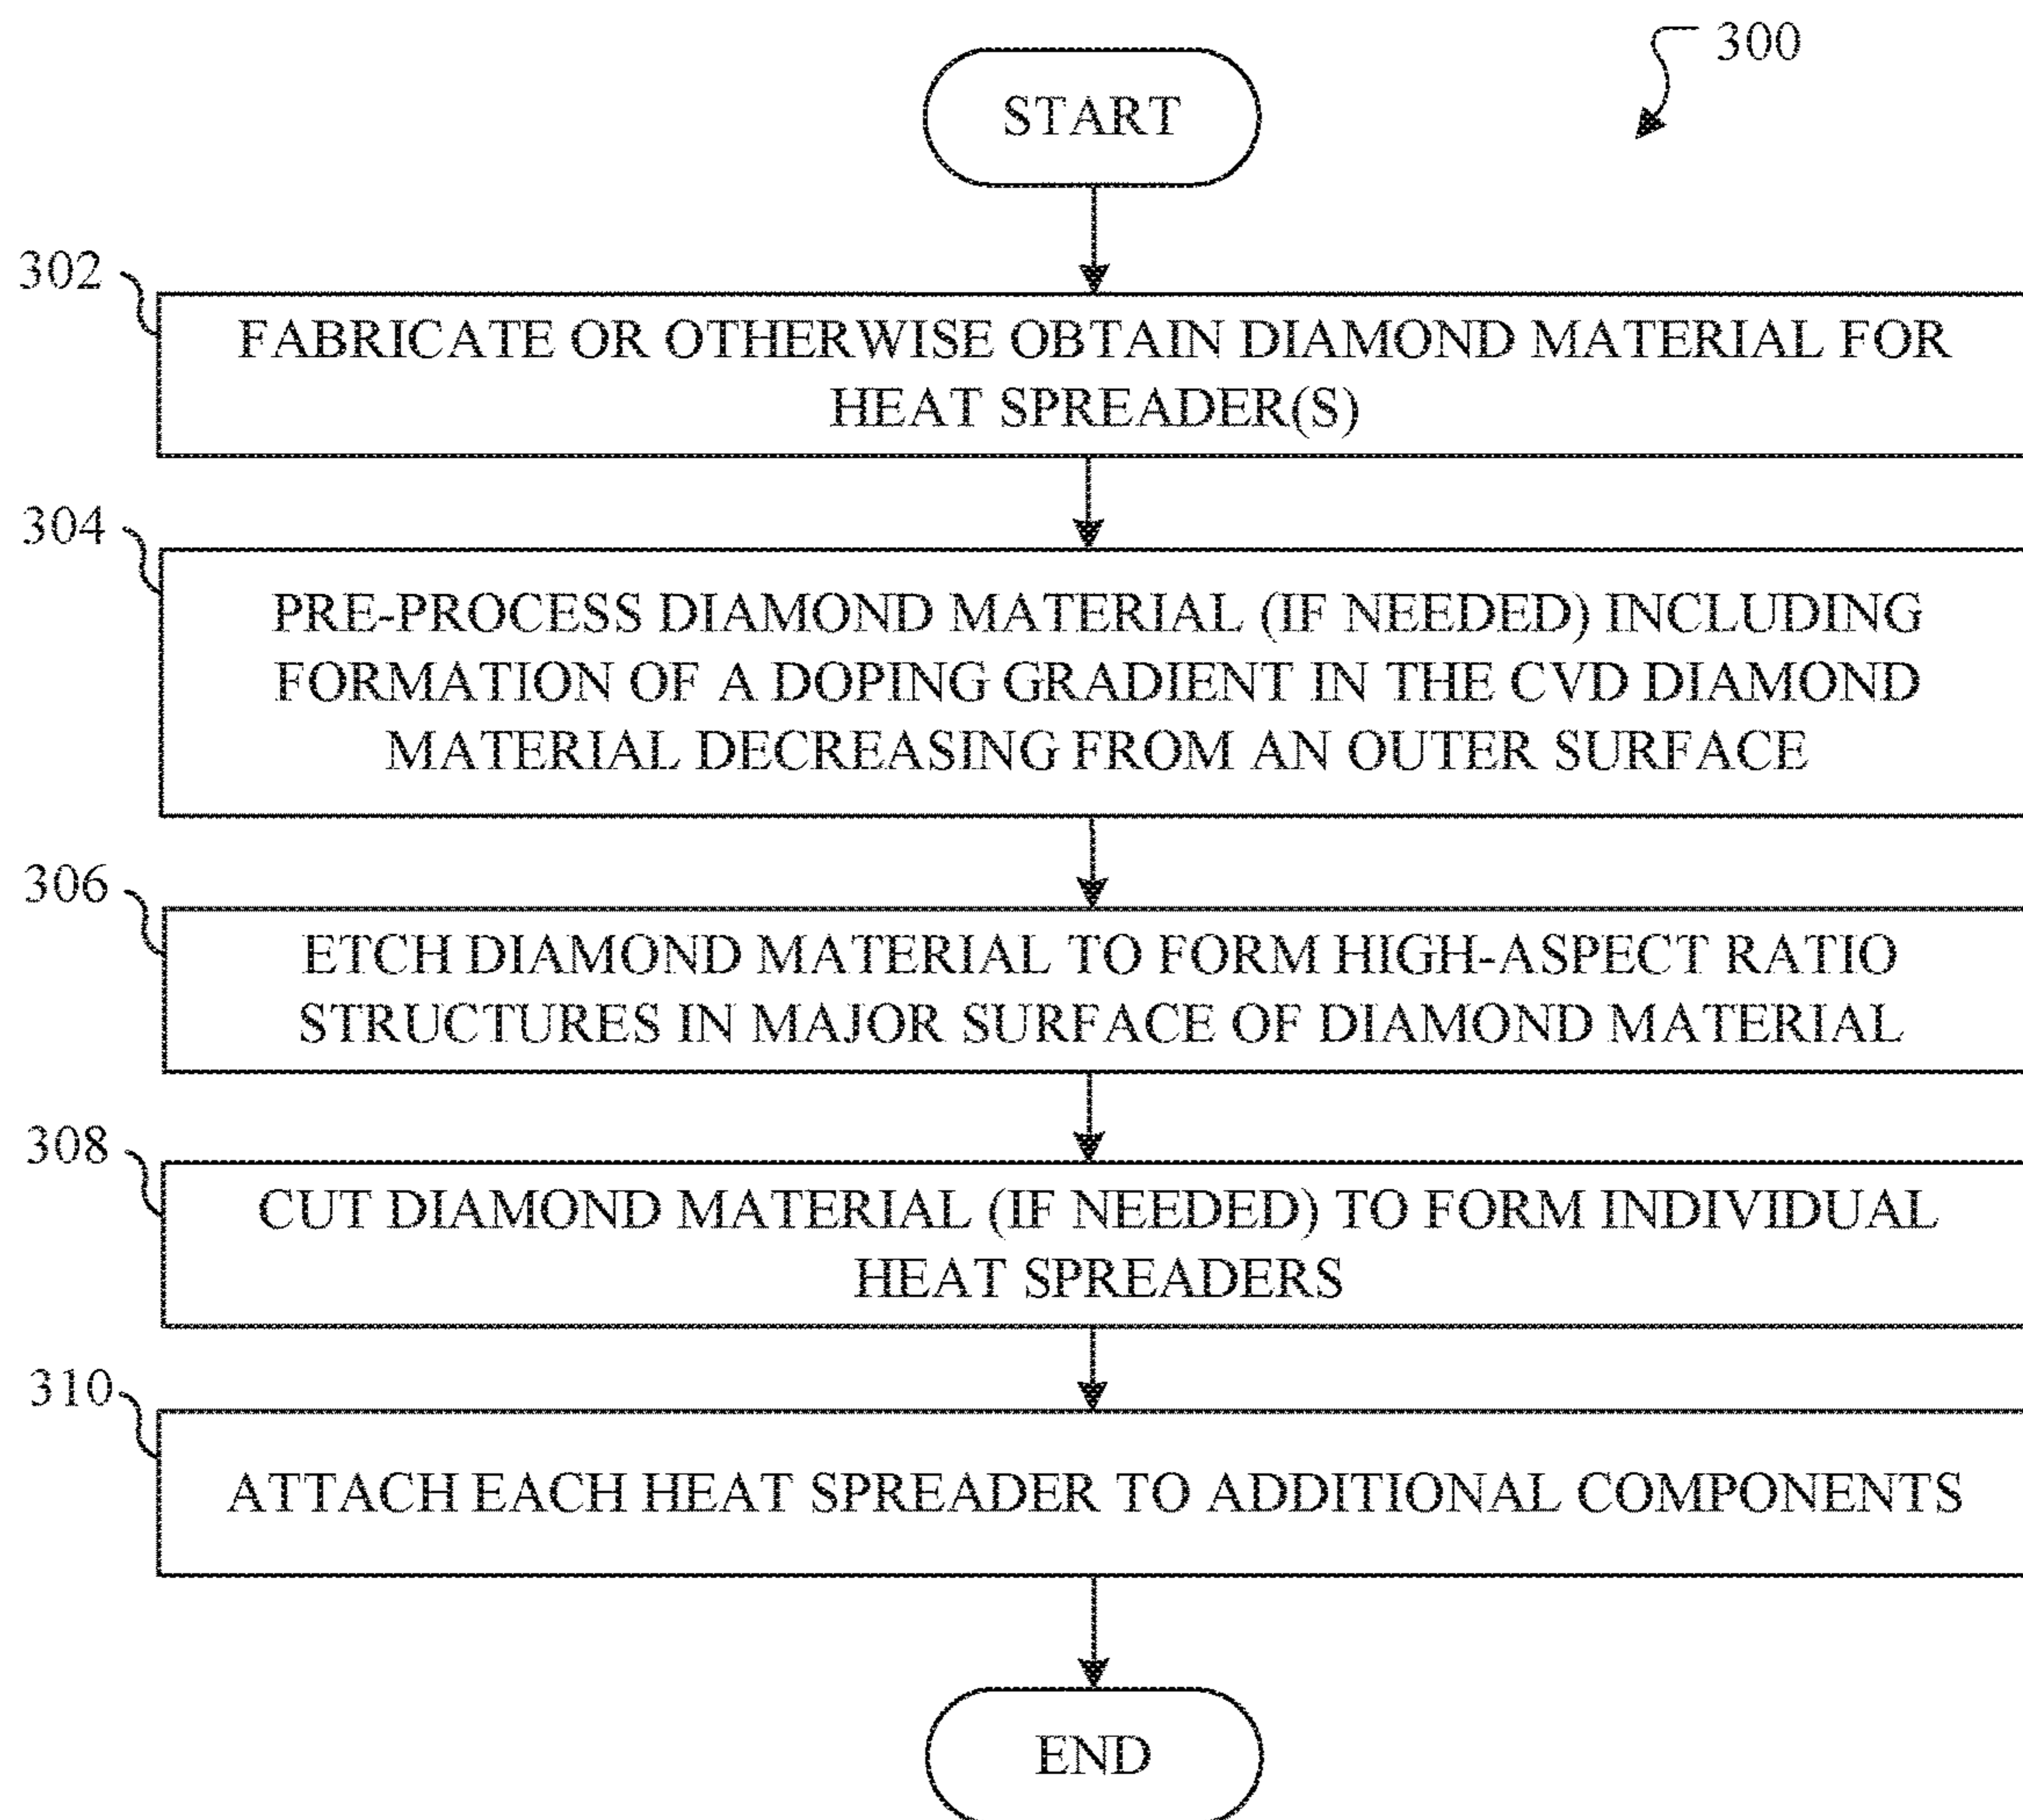 300
START
302
FABRICATE OR OTHERWISE OBTAIN DIAMOND MATERIAL FOR
HEAT SPREADER(S)
304
PRE-PROCESS DIAMOND MATERIAL (IF NEEDED) INCLUDING
FORMATION OF A DOPING GRADIENT IN THE CVD DIAMOND
MATERIAL DECREASING FROM AN OUTER SURFACE
306
ETCH DIAMOND MATERIAL TO FORM HIGH-ASPECT RATIO
STRUCTURES IN MAJOR SURFACE OF DIAMOND MATERIAL
308
CUT DIAMOND MATERIAL (IF NEEDED) TO FORM INDIVIDUAL
HEAT SPREADERS
310
ATTACH EACH HEAT SPREADER TO ADDITIONAL COMPONENTS
END